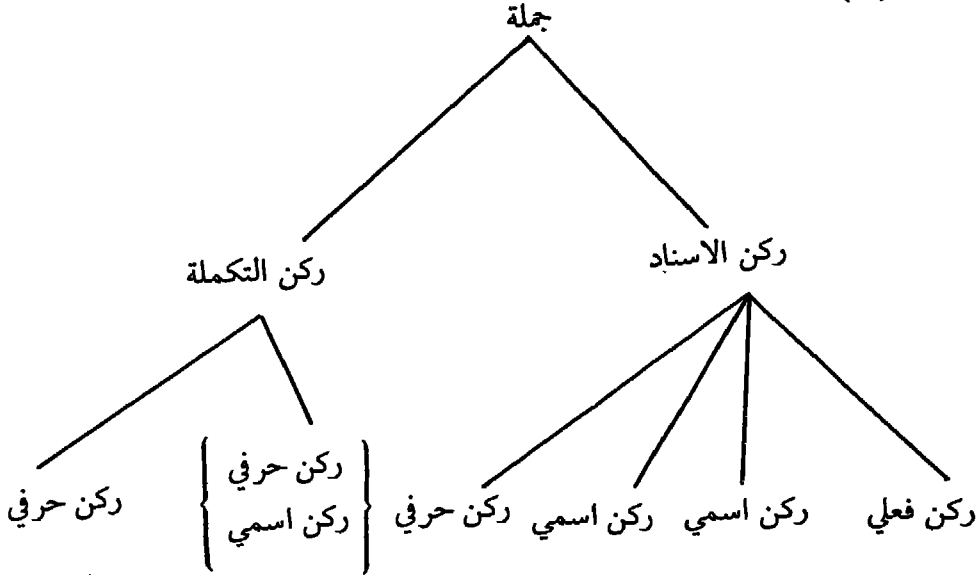 جملة
ركن الاسناد
ركن التكملة
ركن فعلي
ركن اسمي
ركن اسمي
ركن حرفي
ركن حرفي
ركن اسمي
ركن حرفي